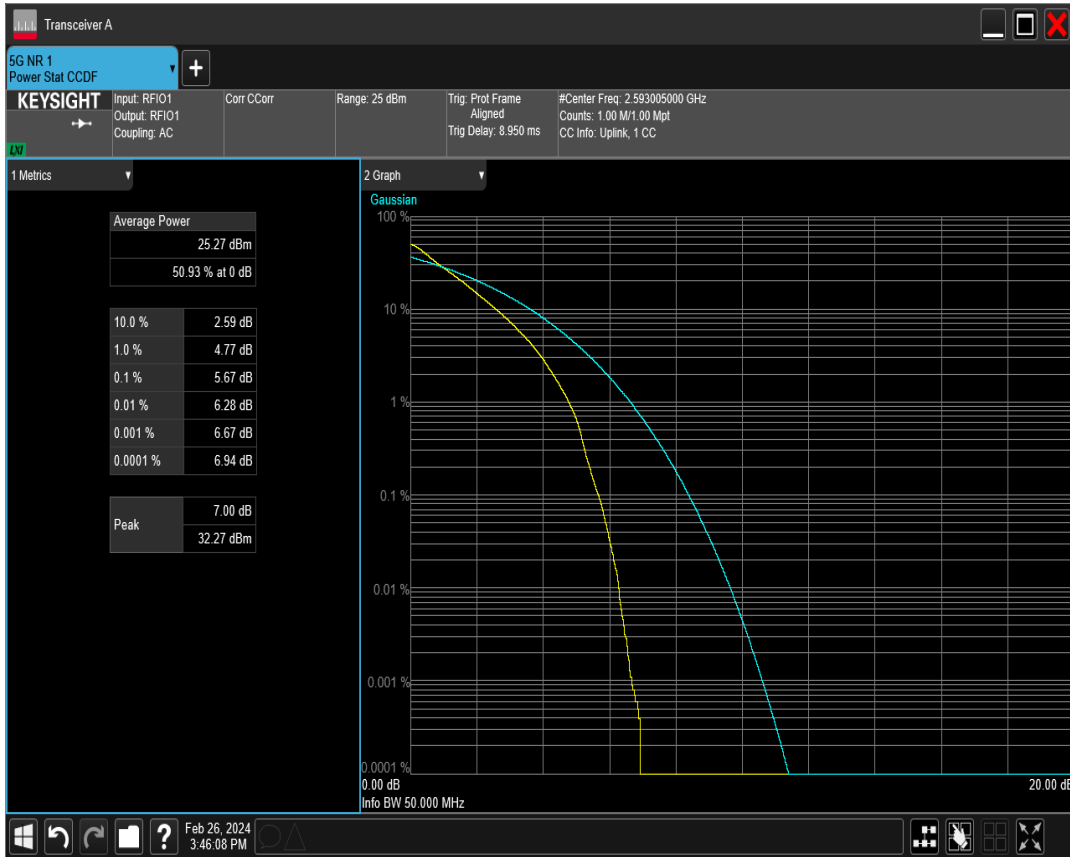 Transceiver A
5G NR 1
Power Stat CCDF
+
KEYSIGHT
LXI
Input: RFIO1
Output: RFIO1
Coupling: AC
Corr CCorr
Range: 25 dBm
Trig: Prot Frame
Aligned
Trig Delay: 8.950 ms
#Center Freq: 2.593005000 GHz
Counts: 1.00 M/1.00 Mpt
CC Info: Uplink, 1 CC
1 Metrics
Average Power
25.27 dBm
50.93 % at 0 dB
10.0 % 2.59 dB
1.0 % 4.77 dB
0.1 % 5.67 dB
0.01 % 6.28 dB
0.001 % 6.67 dB
0.0001 % 6.94 dB
Peak 7.00 dB
32.27 dBm
2 Graph
Gaussian
100 %
10 %
1 %
0.1 %
0.01 %
0.001 %
0.0001 %
0.00 dB 20.00 dB
Info BW 50.000 MHz
?
Feb 26, 2024
3:46:08 PM